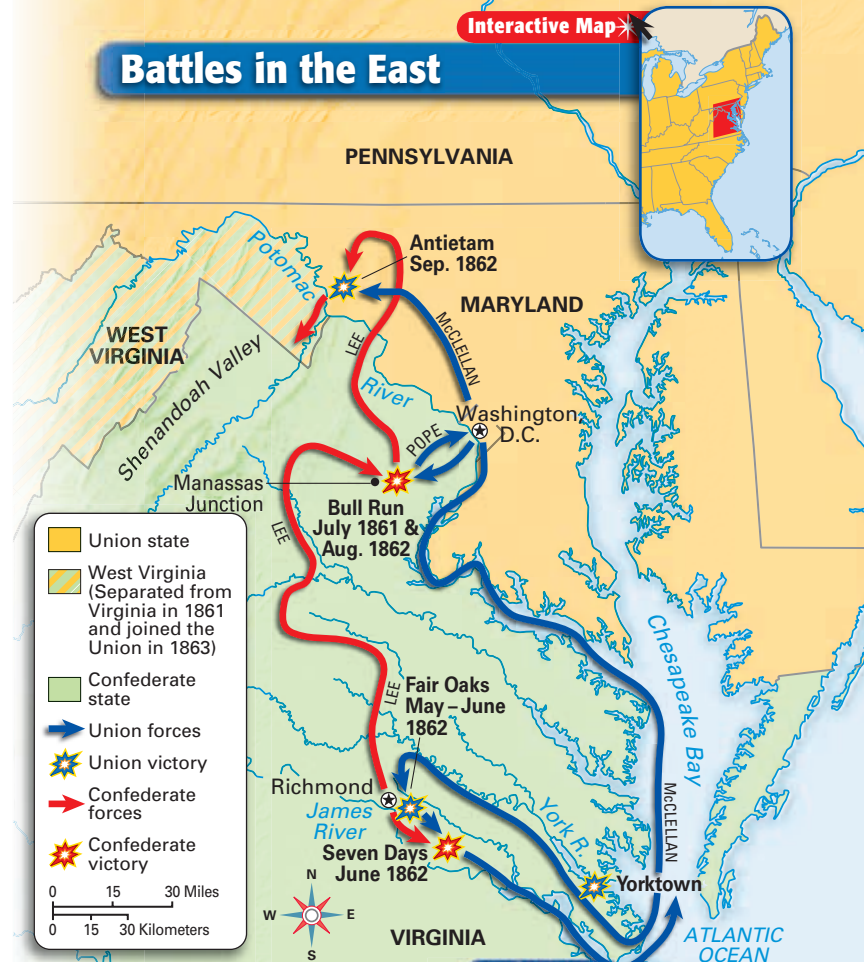 Interactive Map
Battles in the East
PENNSYLVANIA
Potomac
Antietam
Sep. 1862
MARYLAND
WEST
VIRGINIA
McCLELLAN
LEE
Shenandoah Valley
River
Washington,
D.C.
POPE
Manassas
Junction
Bull Run
July 1861 &
Aug. 1862
LEE
Union state
West Virginia
(Separated from
Virginia in 1861
and joined the
Union in 1863)
Confederate
state
Union forces
Union victory
Confederate
forces
Confederate
victory
0 15 30 Miles
0 15 30 Kilometers
Chesapeake Bay
LEE
Fair Oaks
May – June
1862
Richmond
James
River
York R.
McCLELLAN
Seven Days
June 1862
Yorktown
N
W E
S
VIRGINIA
ATLANTIC
OCEAN